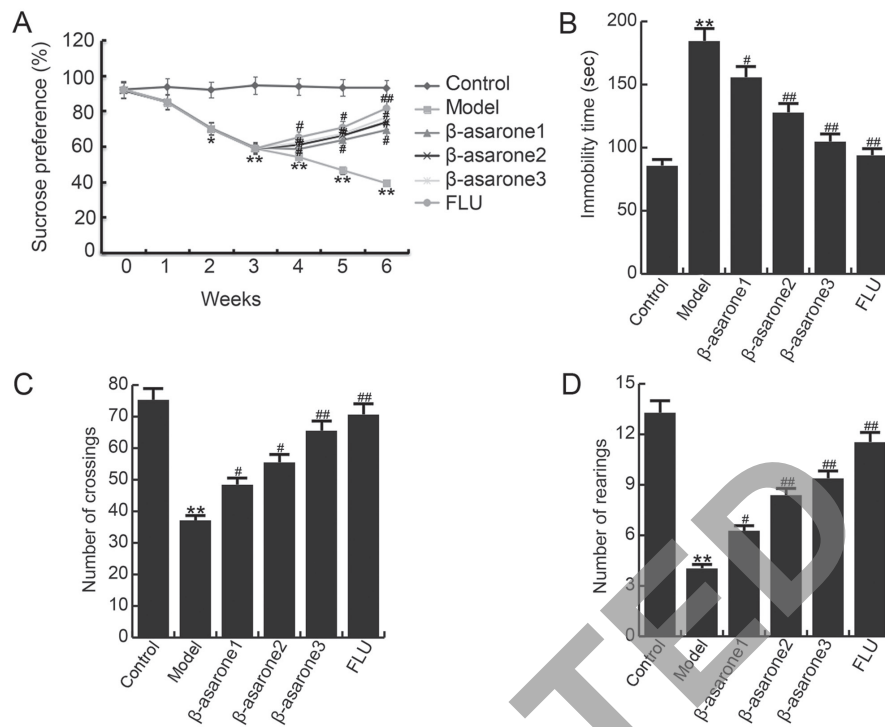 A
Sucrose preference (%)
120
100
80
60
40
20
0
0 1 2 3 4 5 6
Weeks
* ** ** ** **
# # # # # # ## # # #
Control
Model
β-asarone1
β-asarone2
β-asarone3
FLU
B
Immobility time (sec)
200
150
100
50
0
** # ## ## ##
Control Model β-asarone1 β-asarone2 β-asarone3 FLU
C
Number of crossings
80
70
60
50
40
30
20
10
0
** # # ## ##
Control Model β-asarone1 β-asarone2 β-asarone3 FLU
D
Number of rearings
15
12
9
6
3
0
** # ## ## ##
Control Model β-asarone1 β-asarone2 β-asarone3 FLU
TED